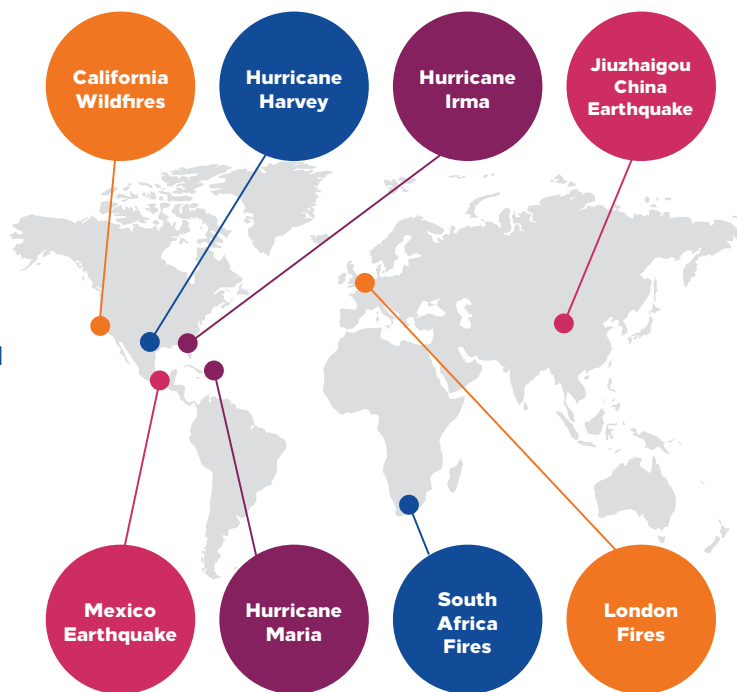 California
Wildfires
Hurricane
Harvey
Hurricane
Irma
Jiuzhaigou
China
Earthquake
Mexico
Earthquake
Hurricane
Maria
South
Africa
Fires
London
Fires